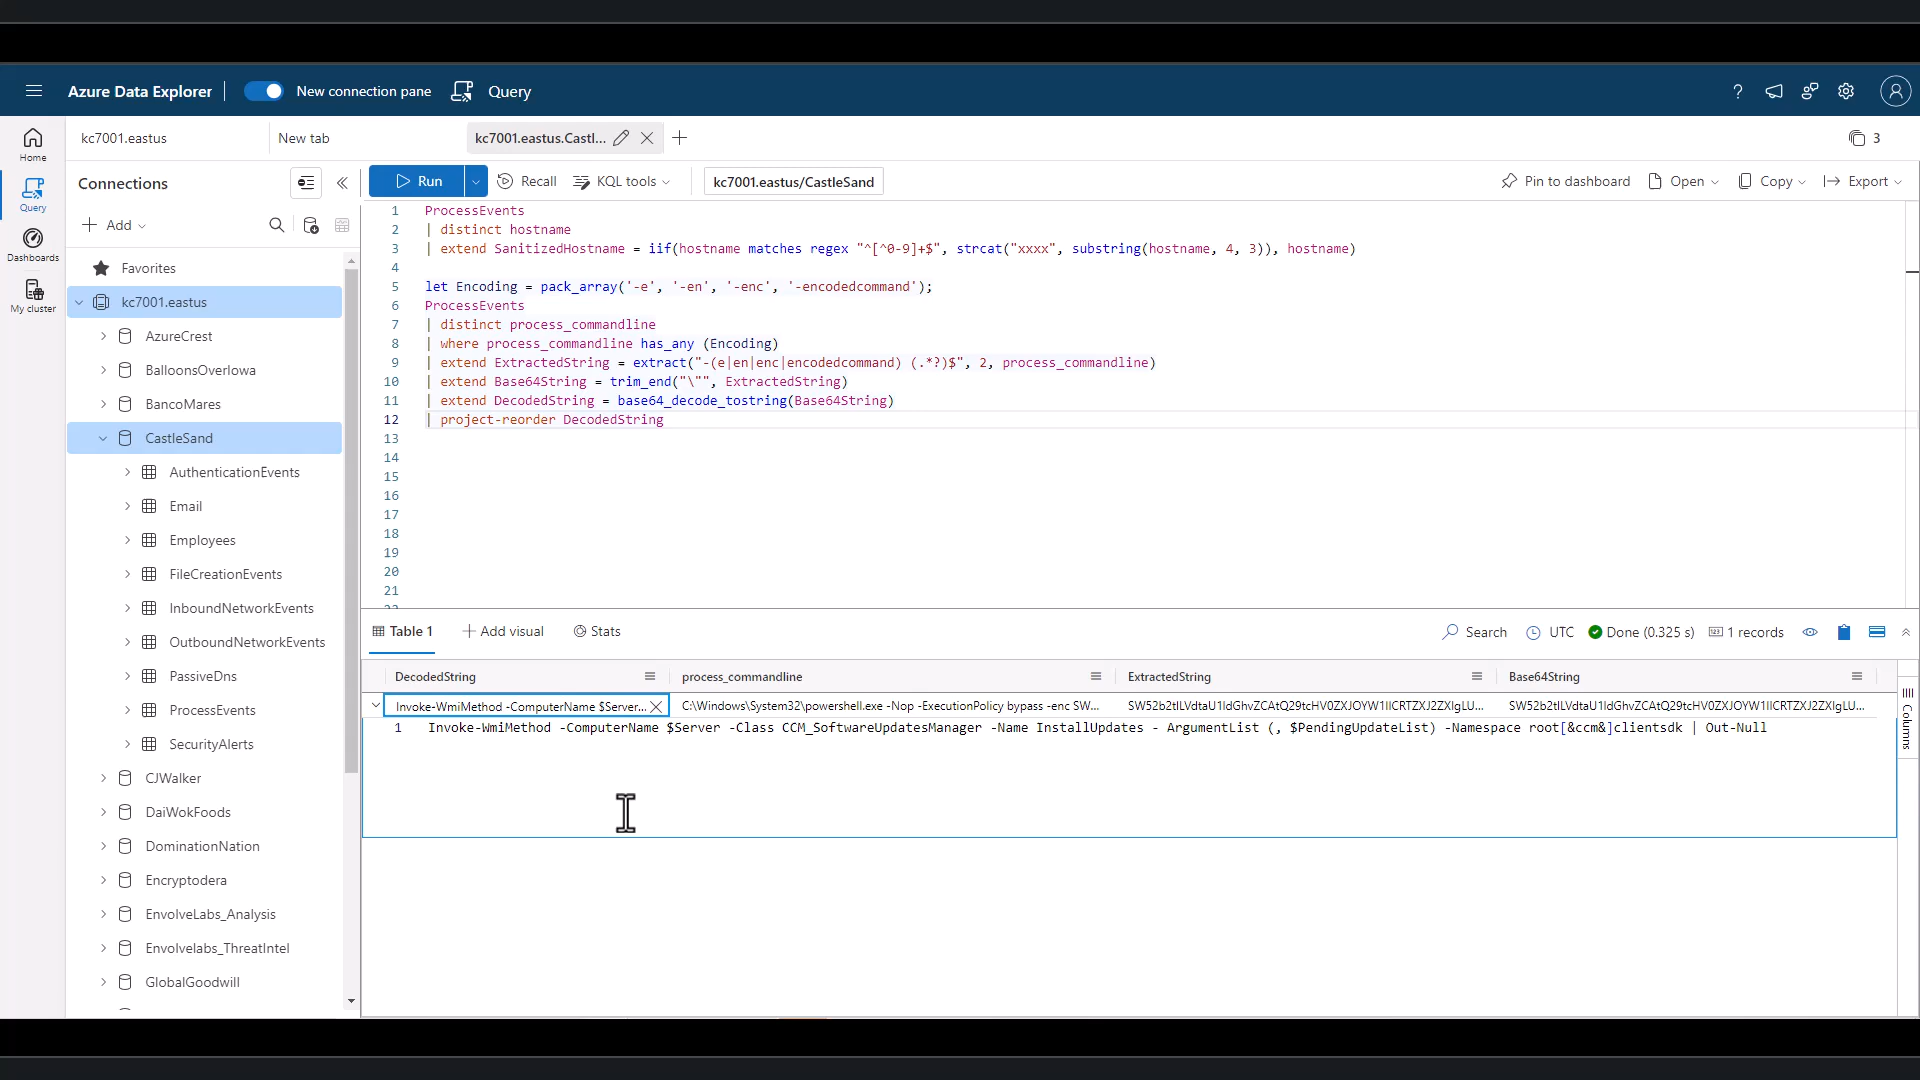 Azure Data Explorer
New connection pane
Query
kc7001.eastus
New tab
kc7001.eastus.Castl...
3
Home
Query
Dashboards
My cluster
Connections
Add
Run
Recall
KQL tools
kc7001.eastus/CastleSand
Pin to dashboard
Open
Copy
Export
Favorites
kc7001.eastus
AzureCrest
BalloonsOverIowa
BancoMares
CastleSand
AuthenticationEvents
Email
Employees
FileCreationEvents
InboundNetworkEvents
OutboundNetworkEvents
PassiveDns
ProcessEvents
SecurityAlerts
CJWalker
DaiWokFoods
DominationNation
Encryptodera
EnvolveLabs_Analysis
Envolvelabs_ThreatIntel
GlobalGoodwill
1 ProcessEvents
2 | distinct hostname
3 | extend SanitizedHostname = iif(hostname matches regex "^[^0-9]+$", strcat("xxxx", substring(hostname, 4, 3)), hostname)
4
5 let Encoding = pack_array('-e', '-en', '-enc', '-encodedcommand');
6 ProcessEvents
7 | distinct process_commandline
8 | where process_commandline has_any (Encoding)
9 | extend ExtractedString = extract("-(e|en|enc|encodedcommand) (.*?)$", 2, process_commandline)
10 | extend Base64String = trim_end("\"", ExtractedString)
11 | extend DecodedString = base64_decode_tostring(Base64String)
12 | project-reorder DecodedString
13
14
15
16
17
18
19
20
21
Table 1
Add visual
Stats
Search
UTC
Done (0.325 s)
1 records
DecodedString
process_commandline
ExtractedString
Base64String
Invoke-WmiMethod -ComputerName $Server...
C:\Windows\System32\powershell.exe -Nop -ExecutionPolicy bypass -enc SW...
1 Invoke-WmiMethod -ComputerName $Server -Class CCM_SoftwareUpdatesManager -Name InstallUpdates - ArgumentList (, $PendingUpdateList) -Namespace root[&ccm&]clientsdk | Out-Null
Columns